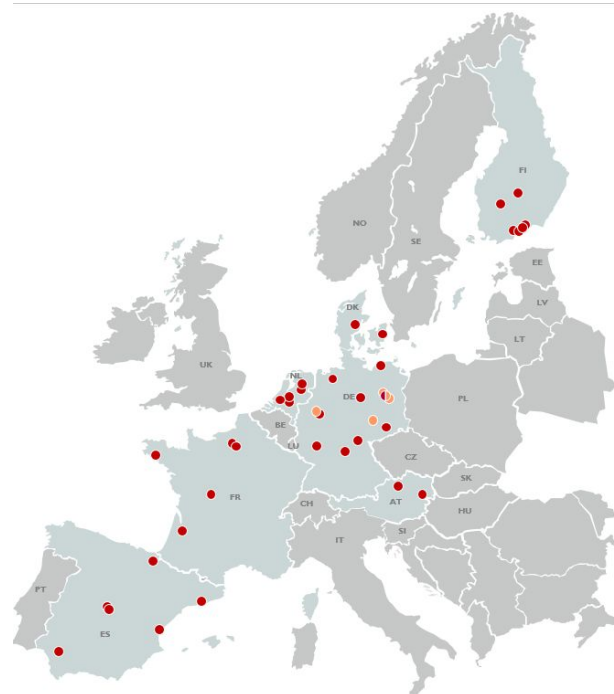 FI
NO
SE
EE
LV
DK
LT
UK
NL
DE
PL
BE
LU
CZ
SK
FR
AT
CH
HU
SI
IT
PT
ES